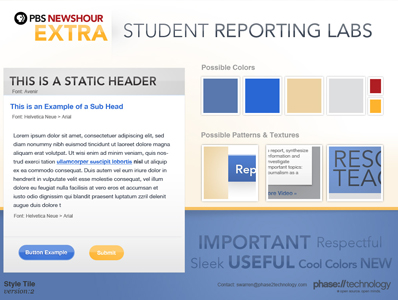 PBS NEWSHOUR
EXTRA
STUDENT REPORTING LABS
THIS IS A STATIC HEADER
Font: Avenir
This is an Example of a Sub Head
Font: Helvetica Neue + Arial
Lorem ipsum dolor sit amet, consectetuer adipiscing elit, sed
diam nonummy nibh euismod tincidunt ut laoreet dolore magna
aliquam erat volutpat. Ut wisi enim ad minim veniam, quis nos-
trud exerci tation ullamcorper suscipit lobortis nisl ut aliquip
ex ea commodo consequat. Duis autem vel eum iriure dolor in
hendrerit in vulputate velit esse molestie consequat, vel illum
dolore eu feugiat nulla facilisis at vero eros et accumsan et
iusto odio dignissim qui blandit praesent luptatum zzril delenit
augue duis dolore t
Font: Helvetica Neue + Arial
Button Example
Submit
Style Tile
version:2
Possible Colors
Possible Patterns & Textures
Rep
report, synthesize
information and
investigate
important topics
journalism as a
Video »
RESO
TEAC
IMPORTANT Respectful
Sleek USEFUL Cool Colors NEW
phase://technology